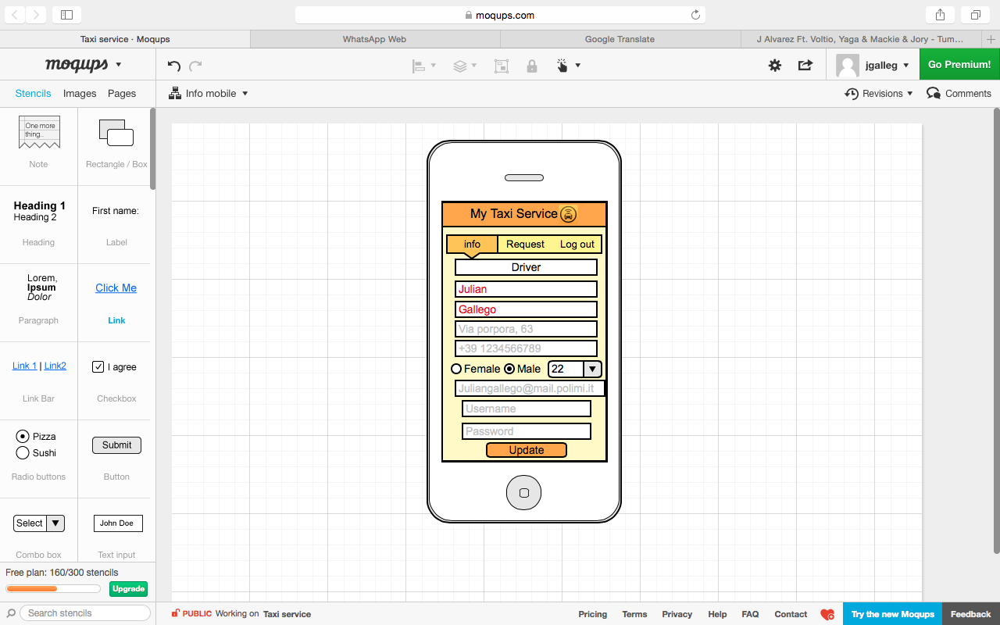 moqups.com
Taxi service · Moqups
WhatsApp Web
Google Translate
J Alvarez Ft. Voltio, Yaga & Mackie & Jory - Tum…
moqups
jgalleg
Go Premium!
Stencils
Images
Pages
Info mobile
Revisions
Comments
One more
thing..
Note
Rectangle / Box
Heading 1
Heading 2
Heading
First name:
Label
Lorem,
Ipsum
Dolor
Paragraph
Click Me
Link
Link 1 | Link2
Link Bar
I agree
Checkbox
Pizza
Sushi
Radio buttons
Submit
Button
Select
Combo box
John Doe
Text input
Free plan: 160/300 stencils
Upgrade
Search stencils
My Taxi Service
info
Request
Log out
Driver
Julian
Gallego
Via porpora, 63
+39 1234566789
Female
Male
22
Juliangallego@mail.polimi.it
Username
Password
Update
PUBLIC Working on Taxi service
Pricing
Terms
Privacy
Help
FAQ
Contact
Try the new Moqups
Feedback